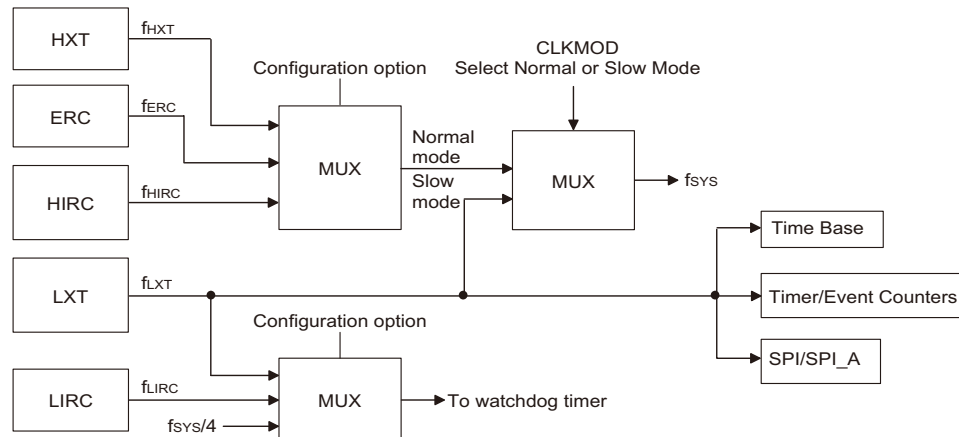 HXT
fHXT
CLKMOD
Select Normal or Slow Mode
Configuration option
ERC
fERC
MUX
Normal
mode
Slow
mode
MUX
fSYS
HIRC
fHIRC
Time Base
LXT
fLXT
Timer/Event Counters
Configuration option
SPI/SPI_A
LIRC
fLIRC
MUX
To watchdog timer
fSYS/4